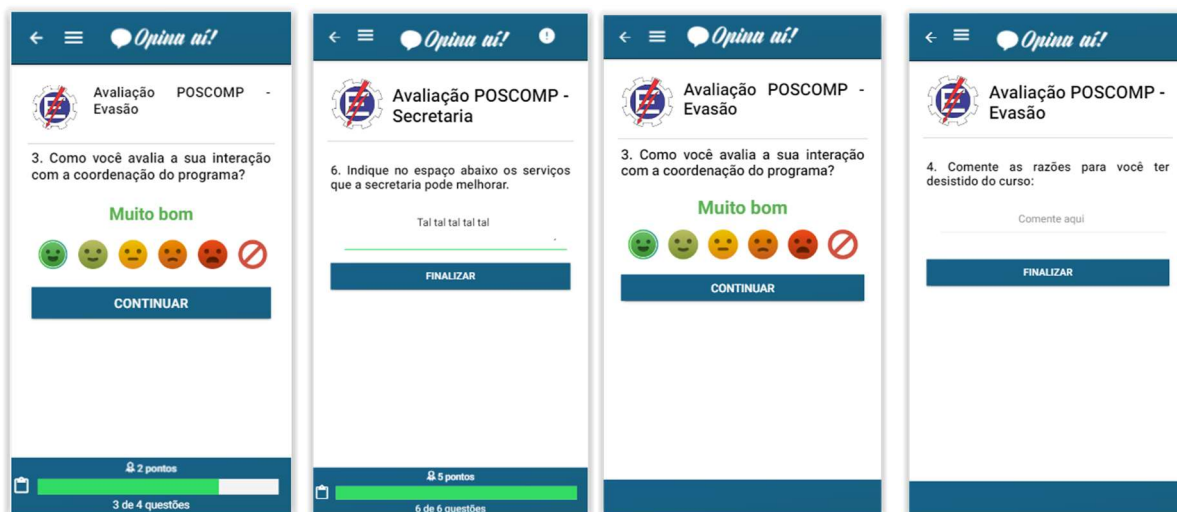 Opina aí!
Avaliação POSCOMP -
Evasão
3. Como você avalia a sua interação
com a coordenação do programa?
Muito bom
CONTINUAR
2 pontos
3 de 4 questões
Opina aí!
Avaliação POSCOMP -
Secretaria
6. Indique no espaço abaixo os serviços
que a secretaria pode melhorar.
Tal tal tal tal tal
FINALIZAR
5 pontos
6 de 6 questões
Opina aí!
Avaliação POSCOMP -
Evasão
3. Como você avalia a sua interação
com a coordenação do programa?
Muito bom
CONTINUAR
Opina aí!
Avaliação POSCOMP -
Evasão
4. Comente as razões para você ter
desistido do curso:
Comente aqui
FINALIZAR